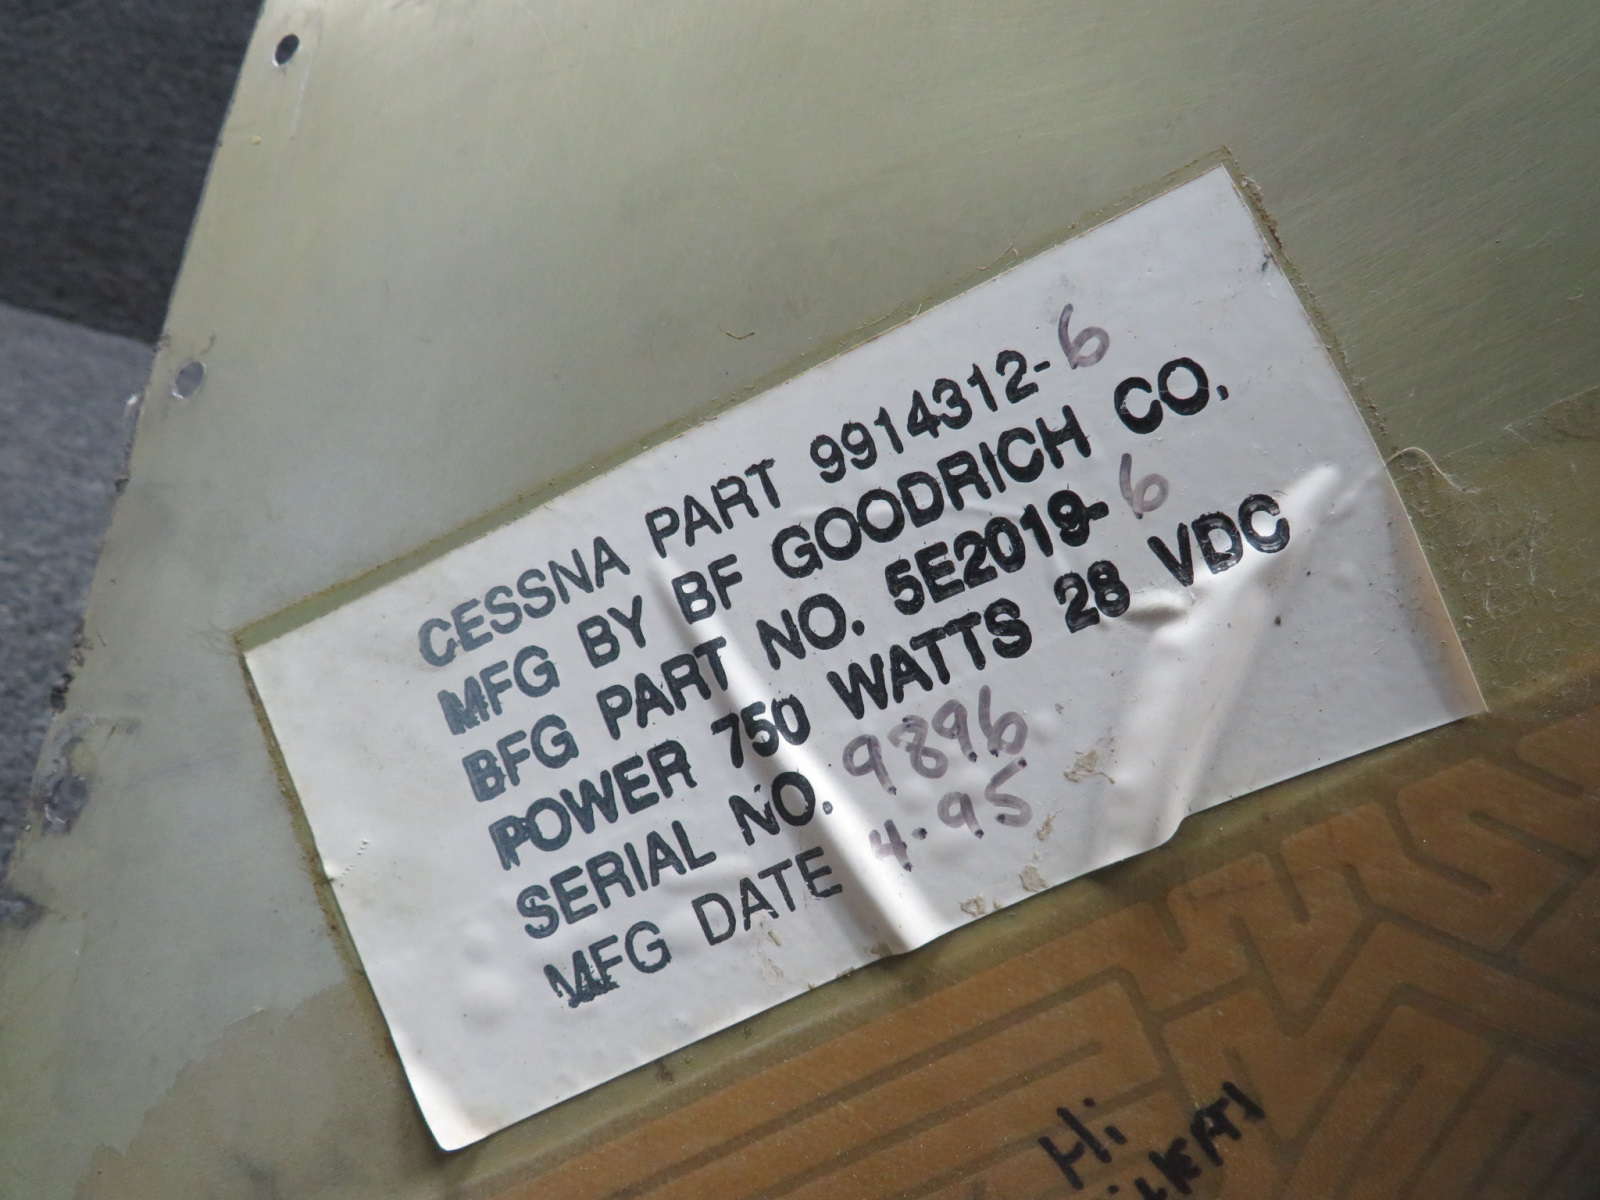 CESSNA PART 9914312-6
MFG BY BF GOODRICH CO.
BFG PART NO. 5E2019-6
POWER 750 WATTS 28 VDC
SERIAL NO. 9896
MFG DATE 4-95
Hi